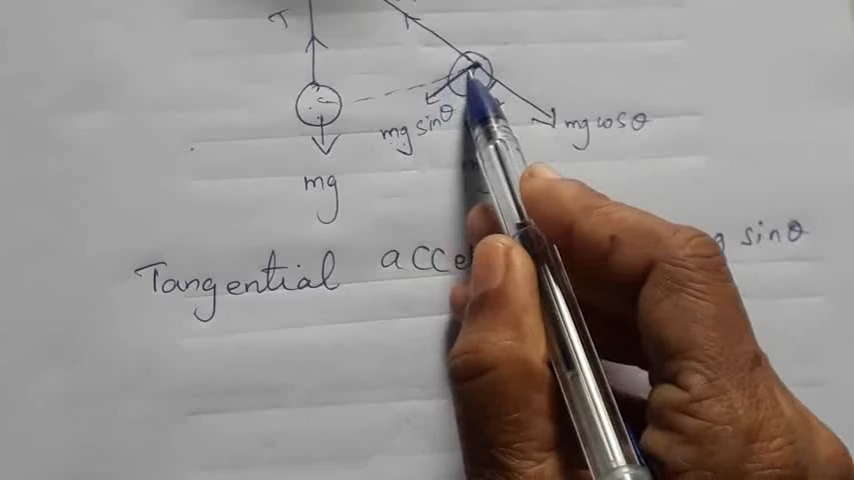 T
mg sinθ
mg cosθ
mg
Tangential acce
sinθ